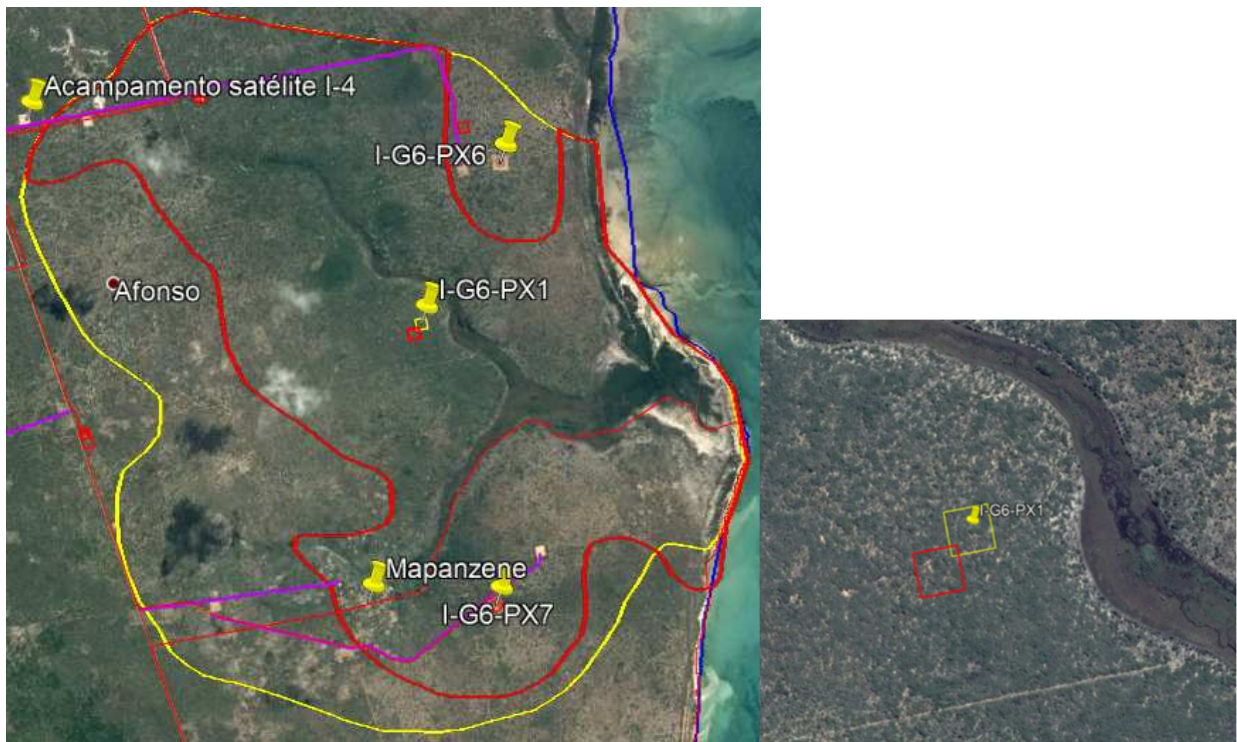 Acampamento satélite I-4
I-G6-PX6
I-G6-PX1
Afonso
Mapanzene
I-G6-PX7
I-G6-PX1